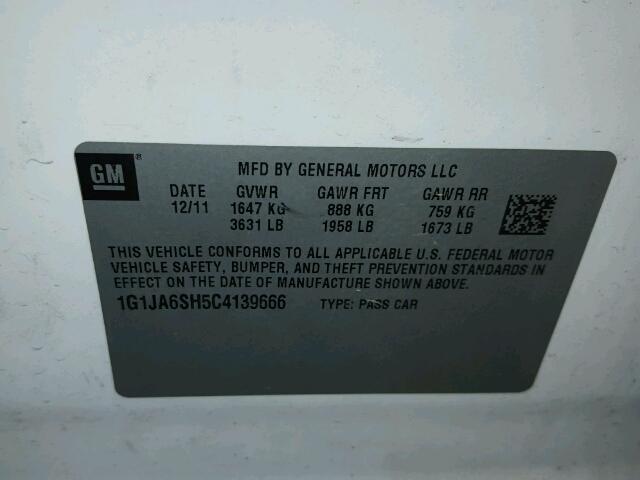 GM®
MFD BY GENERAL MOTORS LLC
DATE GVWR GAWR FRT GAWR RR
12/11 1647 KG 888 KG 759 KG
3631 LB 1958 LB 1673 LB
THIS VEHICLE CONFORMS TO ALL APPLICABLE U.S. FEDERAL MOTOR
VEHICLE SAFETY, BUMPER, AND THEFT PREVENTION STANDARDS IN
EFFECT ON THE DATE OF MANUFACTURE SHOWN ABOVE.
1G1JA6SH5C4139666 TYPE: PASS CAR